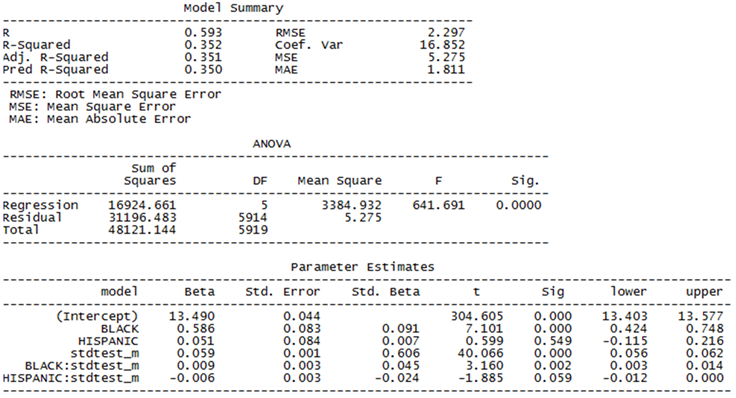 Model Summary
R 0.593 RMSE 2.297
R-Squared 0.352 Coef. Var 16.852
Adj. R-Squared 0.351 MSE 5.275
Pred R-Squared 0.350 MAE 1.811
RMSE: Root Mean Square Error
MSE: Mean Square Error
MAE: Mean Absolute Error
ANOVA
Sum of
Squares DF Mean Square F Sig.
Regression 16924.661 5 3384.932 641.691 0.0000
Residual 31196.483 5914 5.275
Total 48121.144 5919
Parameter Estimates
model Beta Std. Error Std. Beta t Sig lower upper
(Intercept) 13.490 0.044 304.605 0.000 13.403 13.577
BLACK 0.586 0.083 0.091 7.101 0.000 0.424 0.748
HISPANIC 0.051 0.084 0.007 0.599 0.549 -0.115 0.216
stdtest_m 0.059 0.001 0.606 40.066 0.000 0.056 0.062
BLACK:stdtest_m 0.009 0.003 0.045 3.160 0.002 0.003 0.014
HISPANIC:stdtest_m -0.006 0.003 -0.024 -1.885 0.059 -0.012 0.000